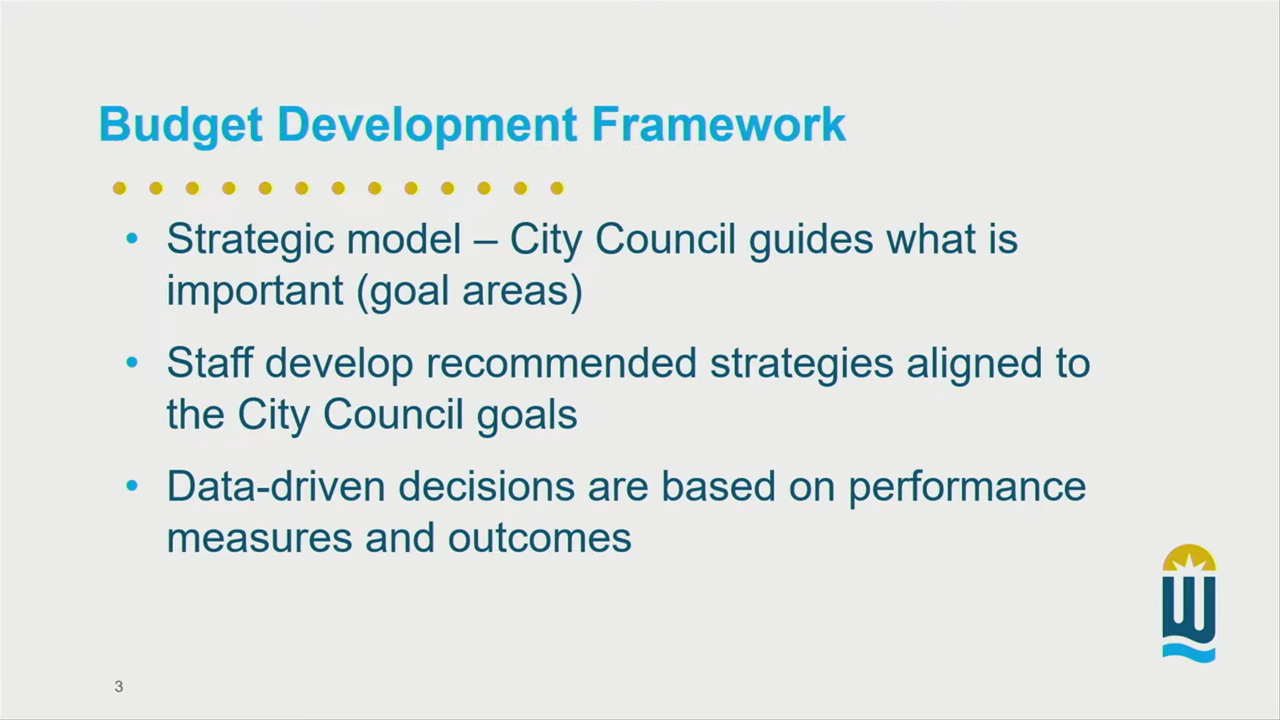 Budget Development Framework
• Strategic model – City Council guides what is
important (goal areas)
• Staff develop recommended strategies aligned to
the City Council goals
• Data-driven decisions are based on performance
measures and outcomes
W
3